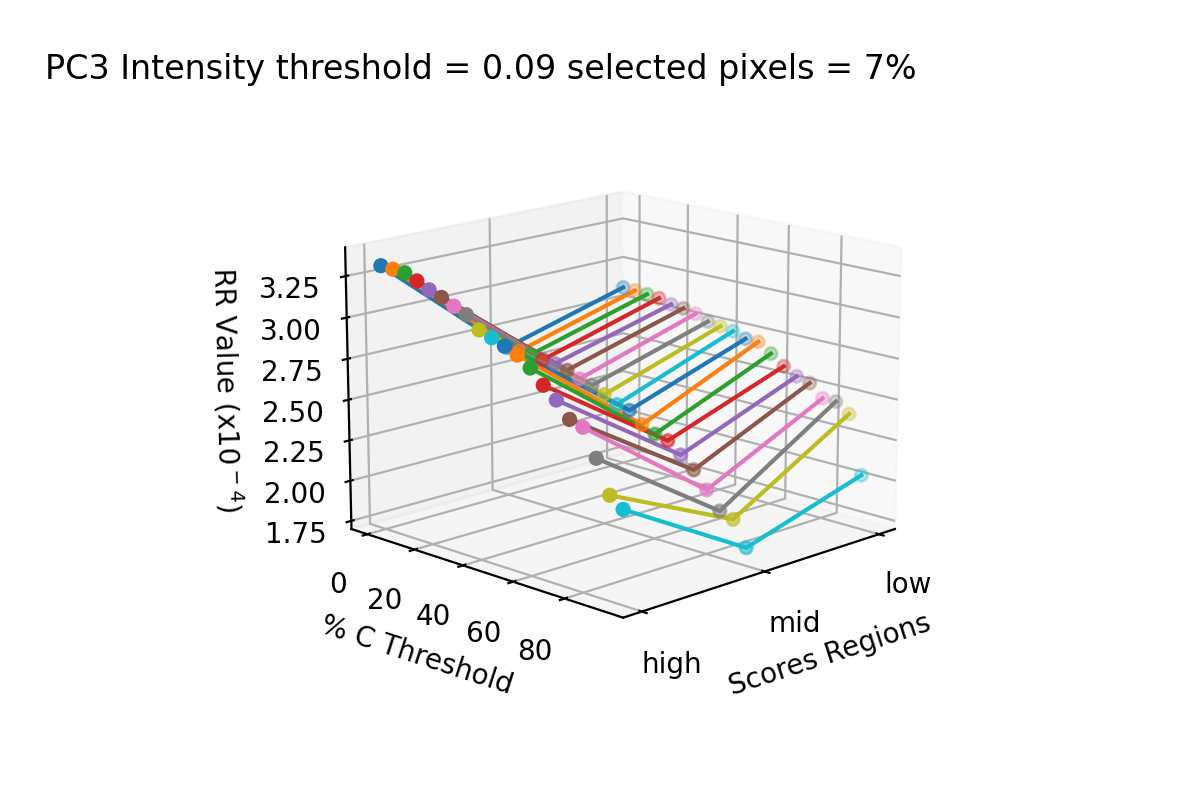 PC3 Intensity threshold = 0.09 selected pixels = 7%
3.25
3.00
2.75
2.50
2.25
2.00
1.75
RR Value (x10⁻⁴)
0
20
40
60
80
% C Threshold
high
mid
low
Scores Regions